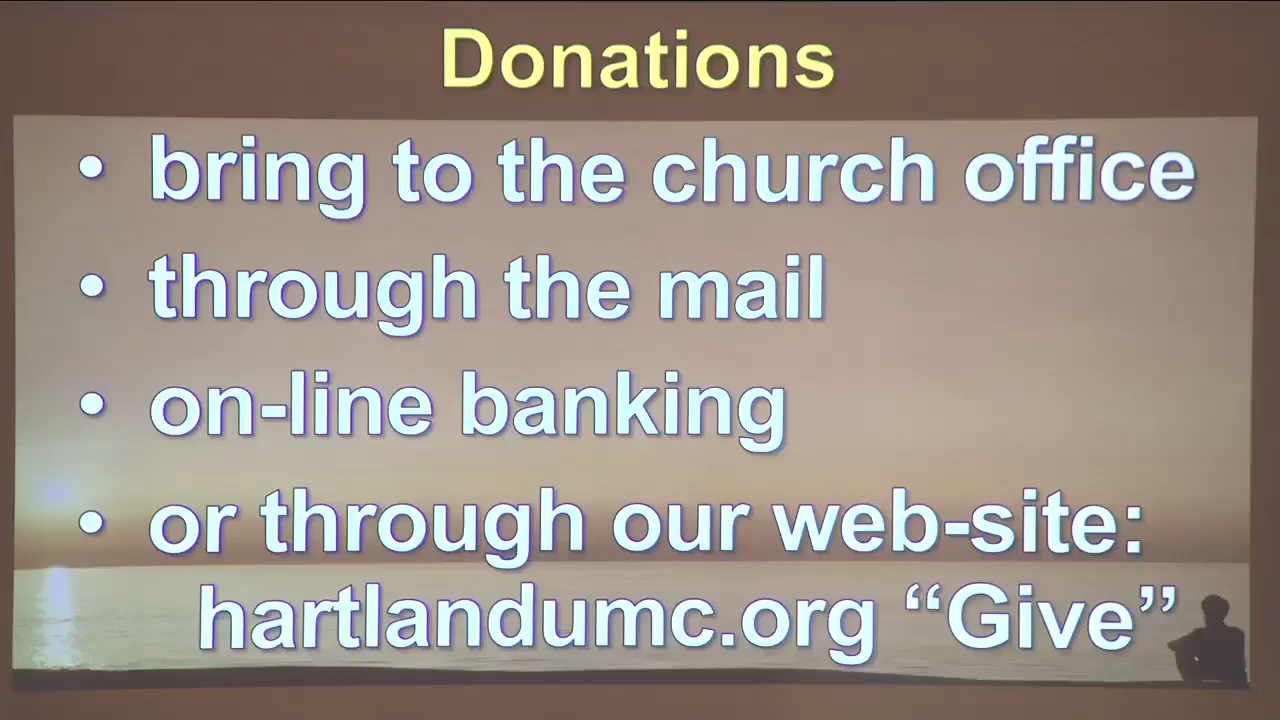 Donations
• bring to the church office
• through the mail
• on-line banking
• or through our web-site:
hartlandumc.org “Give”